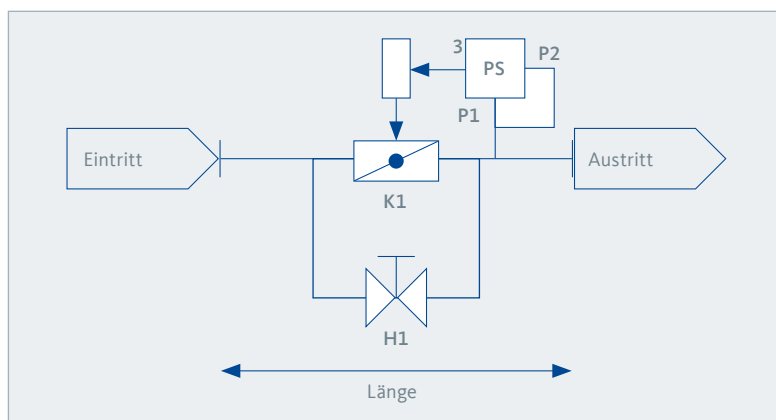 3
PS
P2
P1
Eintritt
Austritt
K1
H1
Länge